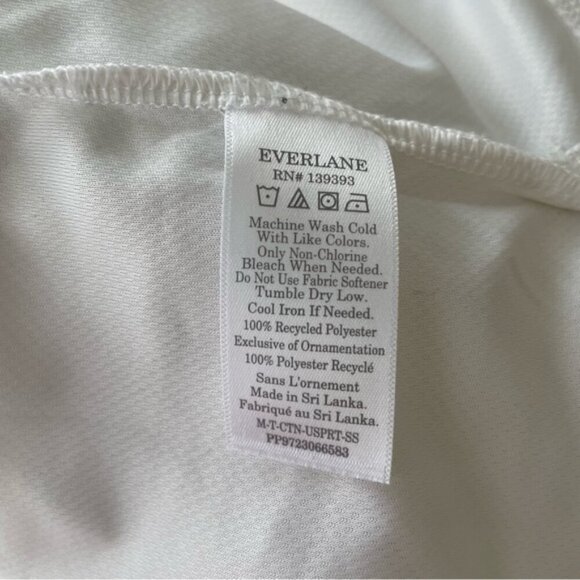 EVERLANE
RN# 139393
Machine Wash Cold
With Like Colors.
Only Non-Chlorine
Bleach When Needed.
Do Not Use Fabric Softener
Tumble Dry Low.
Cool Iron If Needed.
100% Recycled Polyester
Exclusive of Ornamentation
100% Polyester Recyclé
Sans L'ornement
Made in Sri Lanka.
Fabriqué au Sri Lanka.
M-T-CTN-USPRT-SS
PP9723066583